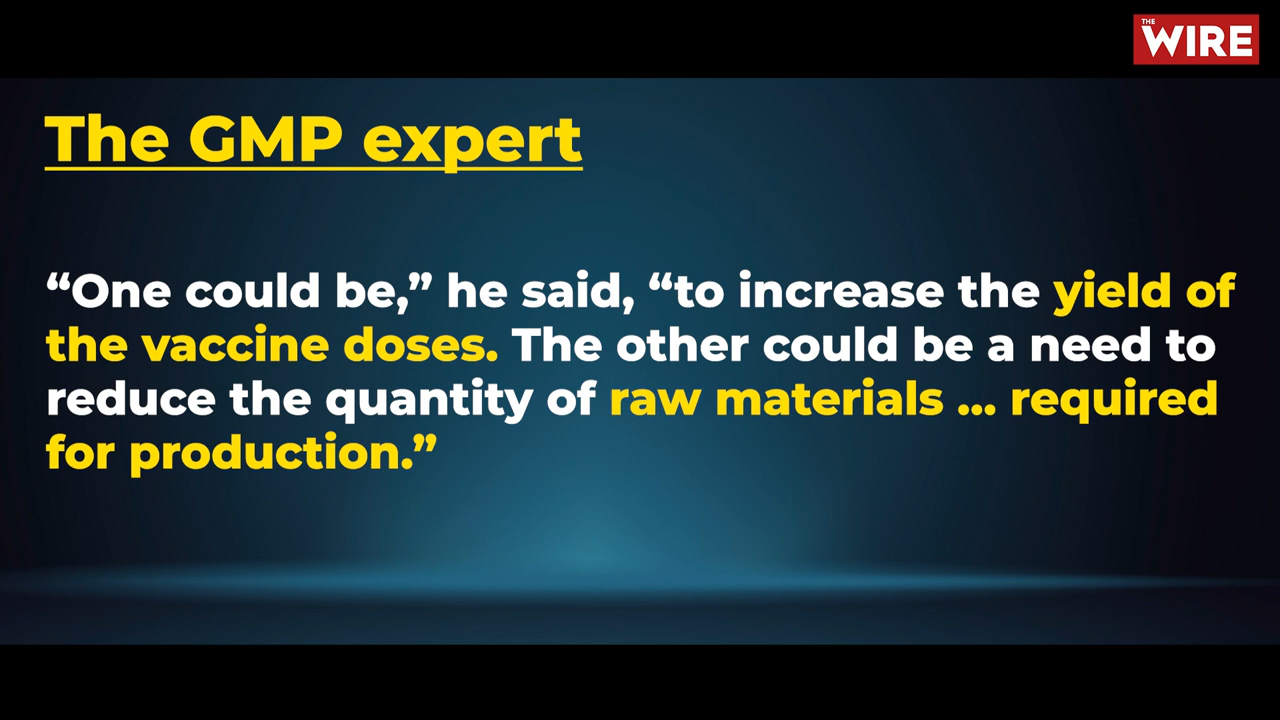 THE
WIRE
The GMP expert
“One could be,” he said, “to increase the yield of
the vaccine doses. The other could be a need to
reduce the quantity of raw materials ... required
for production.”